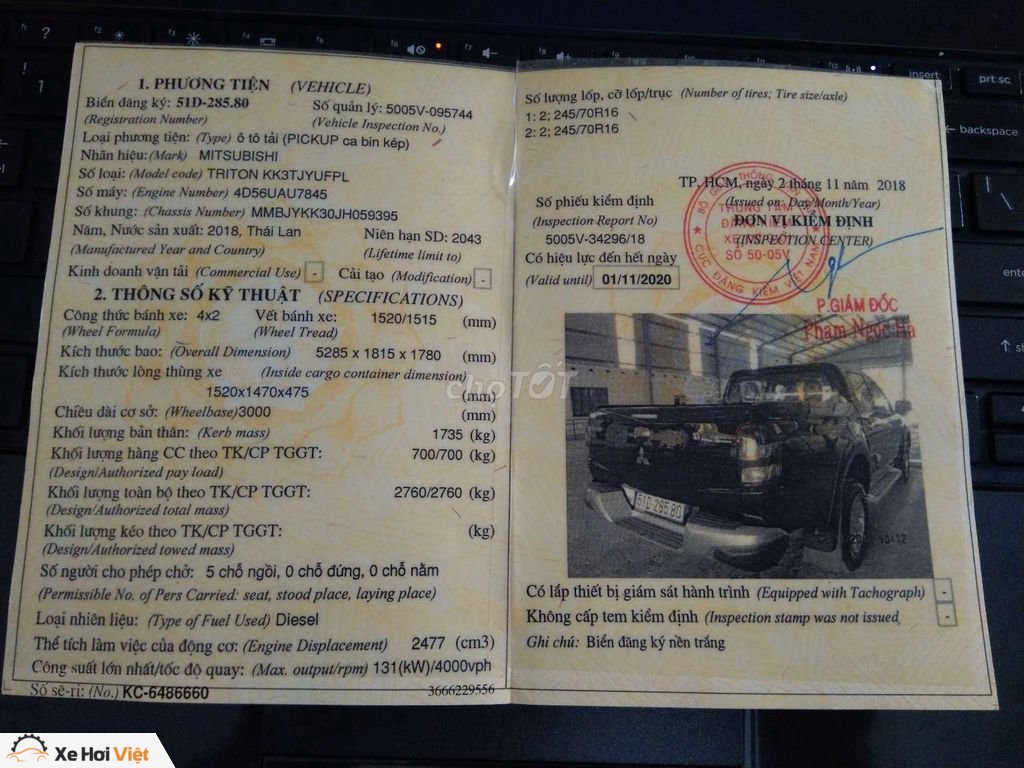 1. PHƯƠNG TIỆN (VEHICLE)
Biển đăng ký: 51D-285.80
Số quản lý: 5005V-095744
(Registration Number)
(Vehicle Inspection No.)
Loại phương tiện: (Type) ô tô tải (PICKUP ca bin kép)
Nhãn hiệu: (Mark) MITSUBISHI
Số loại: (Model code) TRITON KK3TJYUFPL
Số máy: (Engine Number) 4D56UAU7845
Số khung: (Chassis Number) MMBJYKK30JH059395
Năm, Nước sản xuất: 2018, Thái Lan
Niên hạn SD: 2043
(Manufactured Year and Country)
(Lifetime limit to)
Kinh doanh vận tải (Commercial Use) - Cải tạo (Modification) -
2. THÔNG SỐ KỸ THUẬT (SPECIFICATIONS)
Công thức bánh xe: 4x2 Vết bánh xe: 1520/1515 (mm)
(Wheel Formula) (Wheel Tread)
Kích thước bao: (Overall Dimension) 5285 x 1815 x 1780 (mm)
Kích thước lòng thùng xe (Inside cargo container dimension)
1520x1470x475 (mm)
Chiều dài cơ sở: (Wheelbase) 3000 (mm)
Khối lượng bản thân: (Kerb mass) 1735 (kg)
Khối lượng hàng CC theo TK/CP TGGT: 700/700 (kg)
(Design/Authorized pay load)
Khối lượng toàn bộ theo TK/CP TGGT: 2760/2760 (kg)
(Design/Authorized total mass)
Khối lượng kéo theo TK/CP TGGT: (kg)
(Design/Authorized towed mass)
Số người cho phép chở: 5 chỗ ngồi, 0 chỗ đứng, 0 chỗ nằm
(Permissible No. of Pers Carried: seat, stood place, laying place)
Loại nhiên liệu: (Type of Fuel Used) Diesel
Thể tích làm việc của động cơ: (Engine Displacement) 2477 (cm3)
Công suất lớn nhất/tốc độ quay: (Max. output/rpm) 131(kW)/4000vph
Số sê-ri: (No.) KC-6486660 3666229556
Số lượng lốp, cỡ lốp/trục (Number of tires; Tire size/axle)
1: 2; 245/70R16
2: 2; 245/70R16
TP. HCM, ngày 2 tháng 11 năm 2018
(Issued on: Day/Month/Year)
Số phiếu kiểm định
ĐƠN VỊ KIỂM ĐỊNH
(Inspection Report No)
(INSPECTION CENTER)
5005V-34296/18
Có hiệu lực đến hết ngày
(Valid until) 01/11/2020
TRUNG TÂM
ĐĂNG KIỂM
SỐ 50-05V
CỤC ĐĂNG KIỂM VIỆT NAM
P.GIÁM ĐỐC
Phạm Ngọc Hà
51D-285.80
choTỐT
Có lắp thiết bị giám sát hành trình (Equipped with Tachograph) -
Không cấp tem kiểm định (Inspection stamp was not issued -
Ghi chú: Biển đăng ký nền trắng
Xe Hơi Việt
insert
prt sc
backspace
enter